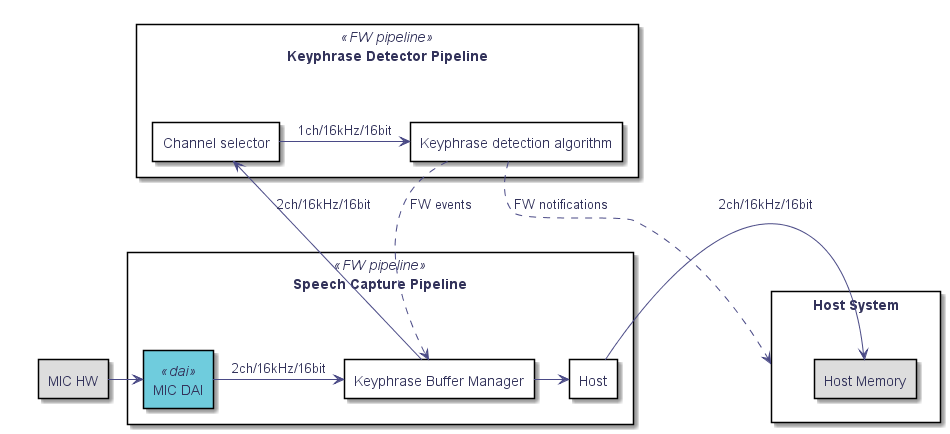 «FW pipeline»
Keyphrase Detector Pipeline
1ch/16kHz/16bit
Channel selector
Keyphrase detection algorithm
2ch/16kHz/16bit
FW events
FW notifications
2ch/16kHz/16bit
«FW pipeline»
Speech Capture Pipeline
Host System
MIC HW
«dai»
MIC DAI
2ch/16kHz/16bit
Keyphrase Buffer Manager
Host
Host Memory